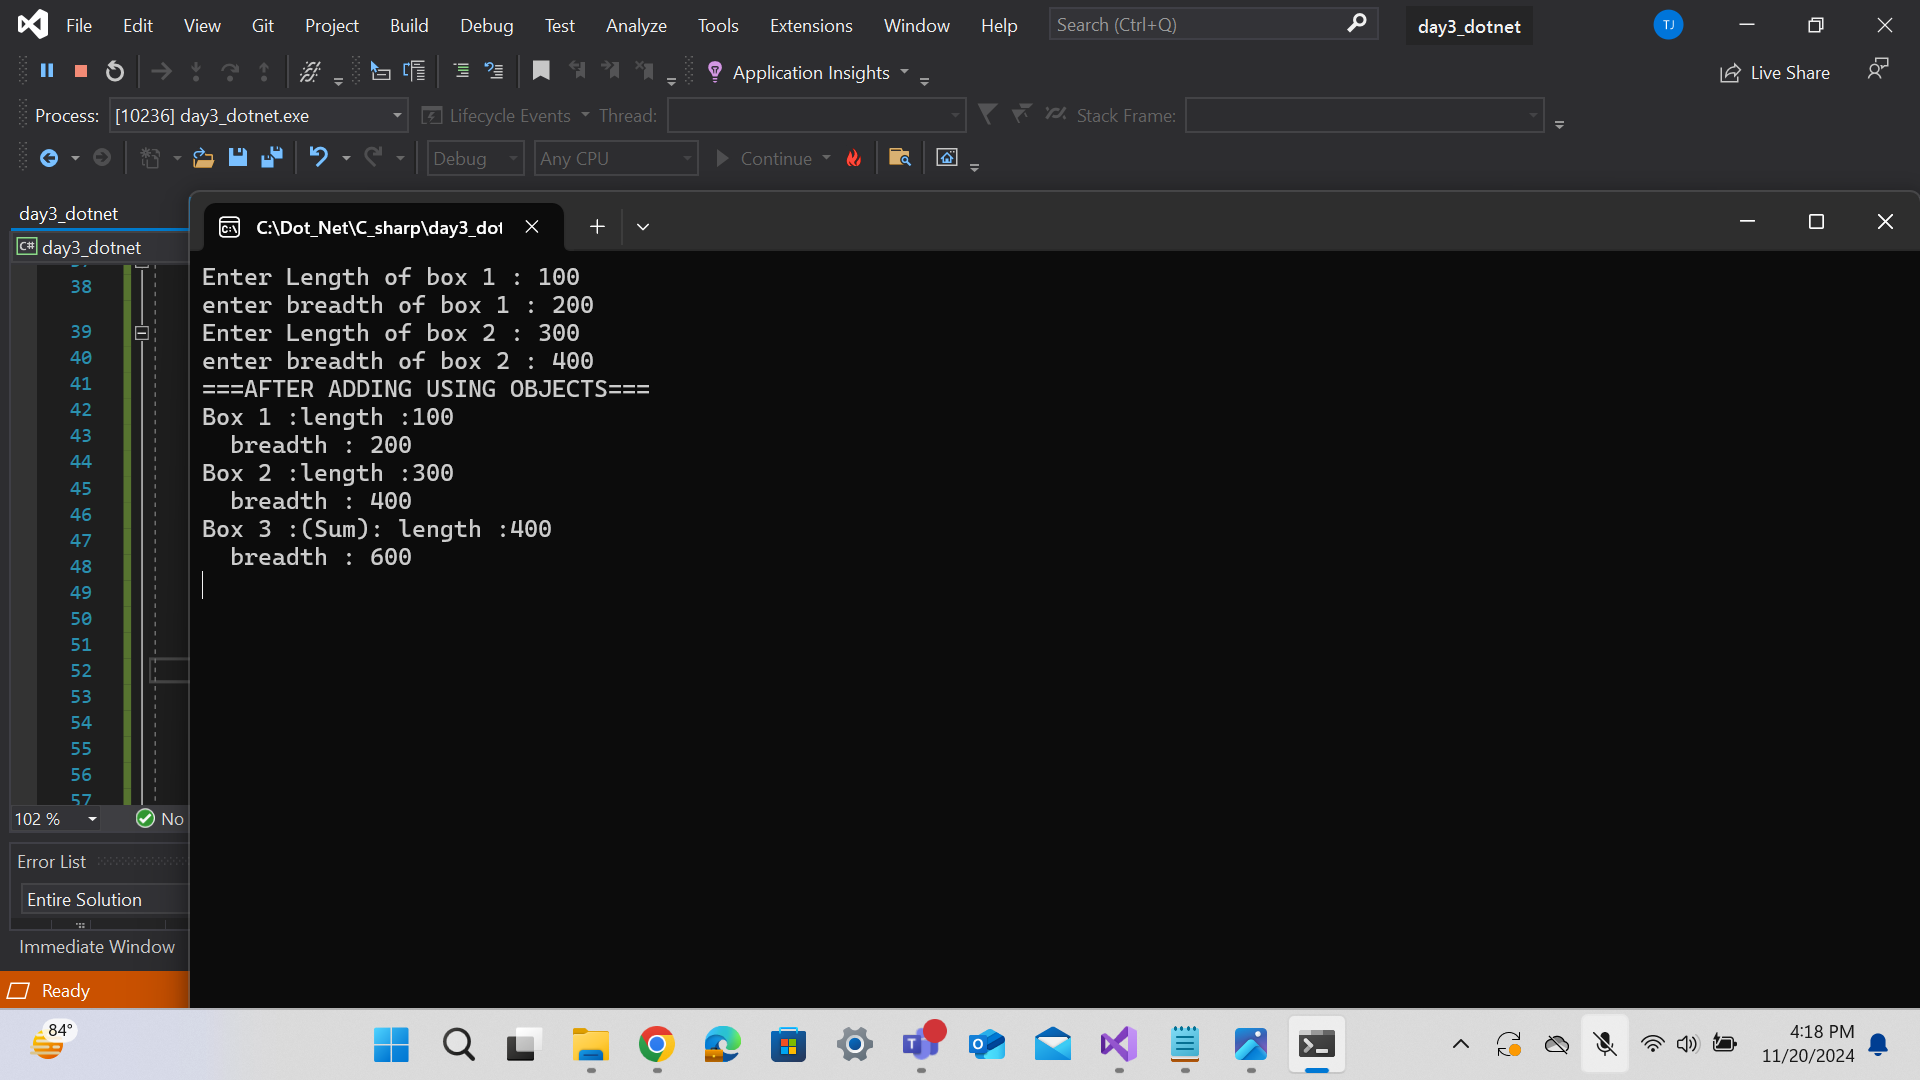 File Edit View Git Project Build Debug Test Analyze Tools Extensions Window Help Search (Ctrl+Q) day3_dotnet TJ
Application Insights Live Share
Process: [10236] day3_dotnet.exe Lifecycle Events Thread: Stack Frame:
Debug Any CPU Continue
day3_dotnet
C:\Dot_Net\C_sharp\day3_dot
day3_dotnet
Enter Length of box 1 : 100
enter breadth of box 1 : 200
Enter Length of box 2 : 300
enter breadth of box 2 : 400
===AFTER ADDING USING OBJECTS===
Box 1 :length :100
  breadth : 200
Box 2 :length :300
  breadth : 400
Box 3 :(Sum): length :400
  breadth : 600
38
39
40
41
42
43
44
45
46
47
48
49
50
51
52
53
54
55
56
57
102 % No
Error List
Entire Solution
Immediate Window
Ready
84°
4:18 PM
11/20/2024